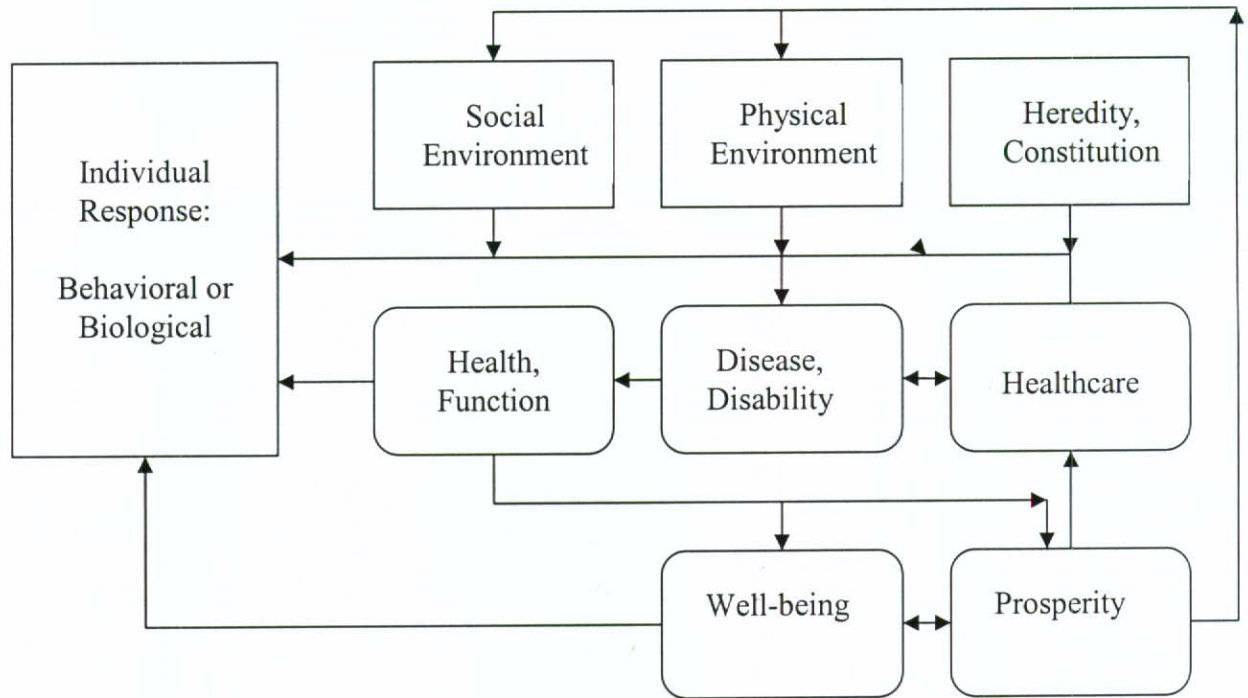 Individual
Response:
Behavioral or
Biological
Social
Environment
Physical
Environment
Heredity,
Constitution
Health,
Function
Disease,
Disability
Healthcare
Well-being
Prosperity